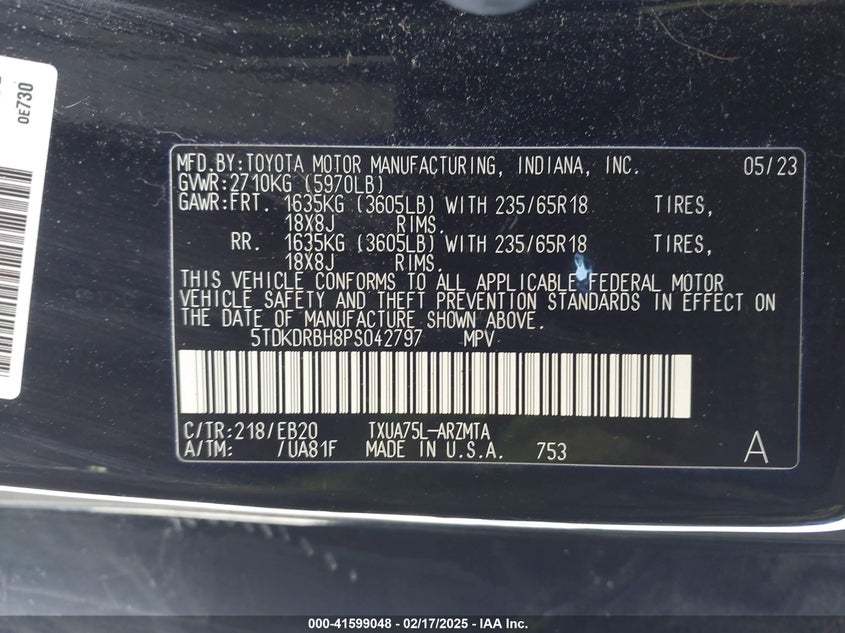 0E730
MFD.BY:TOYOTA MOTOR MANUFACTURING, INDIANA, INC. 05/23
GVWR:2710KG (5970LB)
GAWR:FRT. 1635KG (3605LB) WITH 235/65R18 TIRES,
18X8J RIMS.
RR. 1635KG (3605LB) WITH 235/65R18 TIRES,
18X8J RIMS.
THIS VEHICLE CONFORMS TO ALL APPLICABLE FEDERAL MOTOR
VEHICLE SAFETY AND THEFT PREVENTION STANDARDS IN EFFECT ON
THE DATE OF MANUFACTURE SHOWN ABOVE.
5TDKDRBH8PS042797 MPV
C/TR:218/EB20 TXUA75L-ARZMTA
A/TM: /UA81F MADE IN U.S.A. 753 A
000-41599048 - 02/17/2025 - IAA Inc.